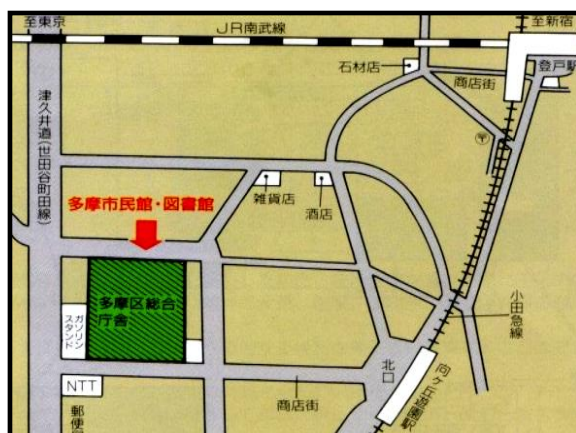 至東京
JR南武線
至新宿
登戸駅
石材店
商店街
〒
津久井道(世田谷町田線)
雑貨店
酒店
多摩市民館・図書館
多摩区総合
庁舎
ガソリン
スタンド
小田急線
北口
向ヶ丘遊園駅
NTT
商店街
郵便局